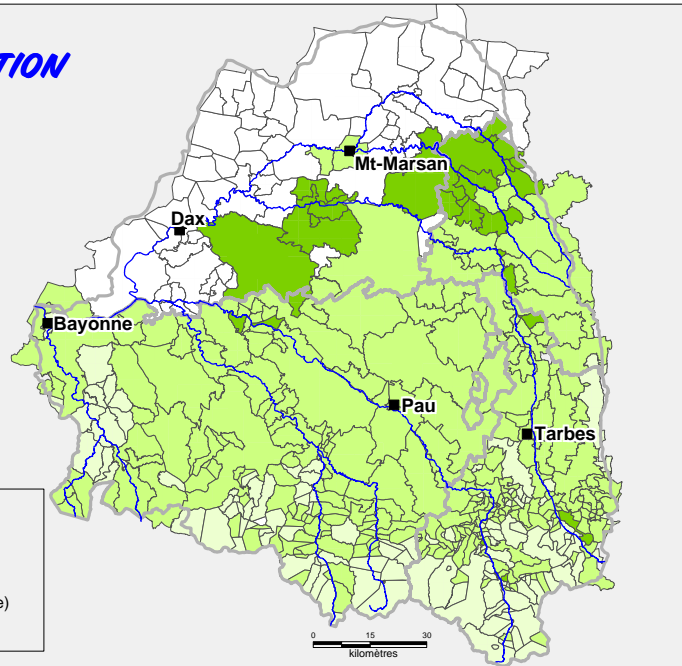 TION
Mt-Marsan
Dax
Bayonne
Pau
Tarbes
e)
0 15 30
kilomètres